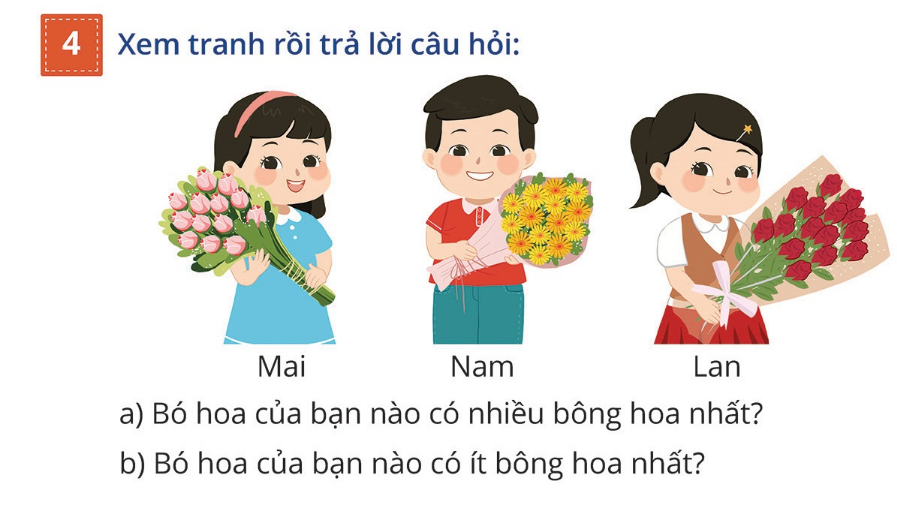 4 Xem tranh rồi trả lời câu hỏi:
Mai Nam Lan
a) Bó hoa của bạn nào có nhiều bông hoa nhất?
b) Bó hoa của bạn nào có ít bông hoa nhất?